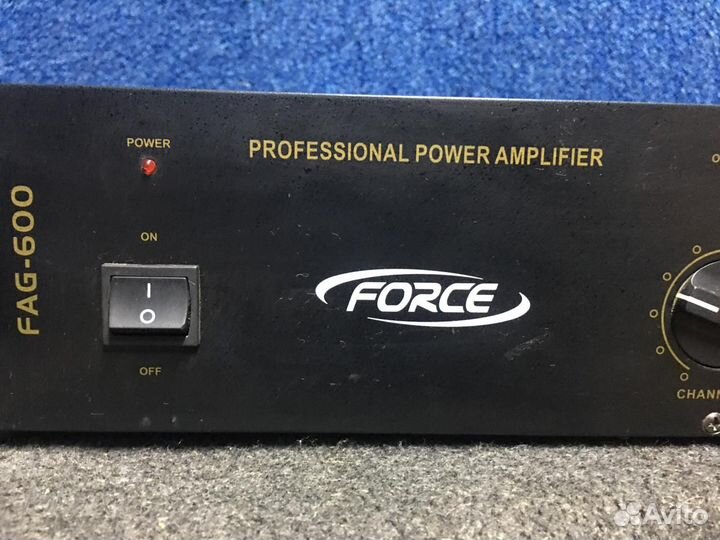 POWER
PROFESSIONAL POWER AMPLIFIER
FAG-600
ON
I
O
FORCE
OFF
Avito